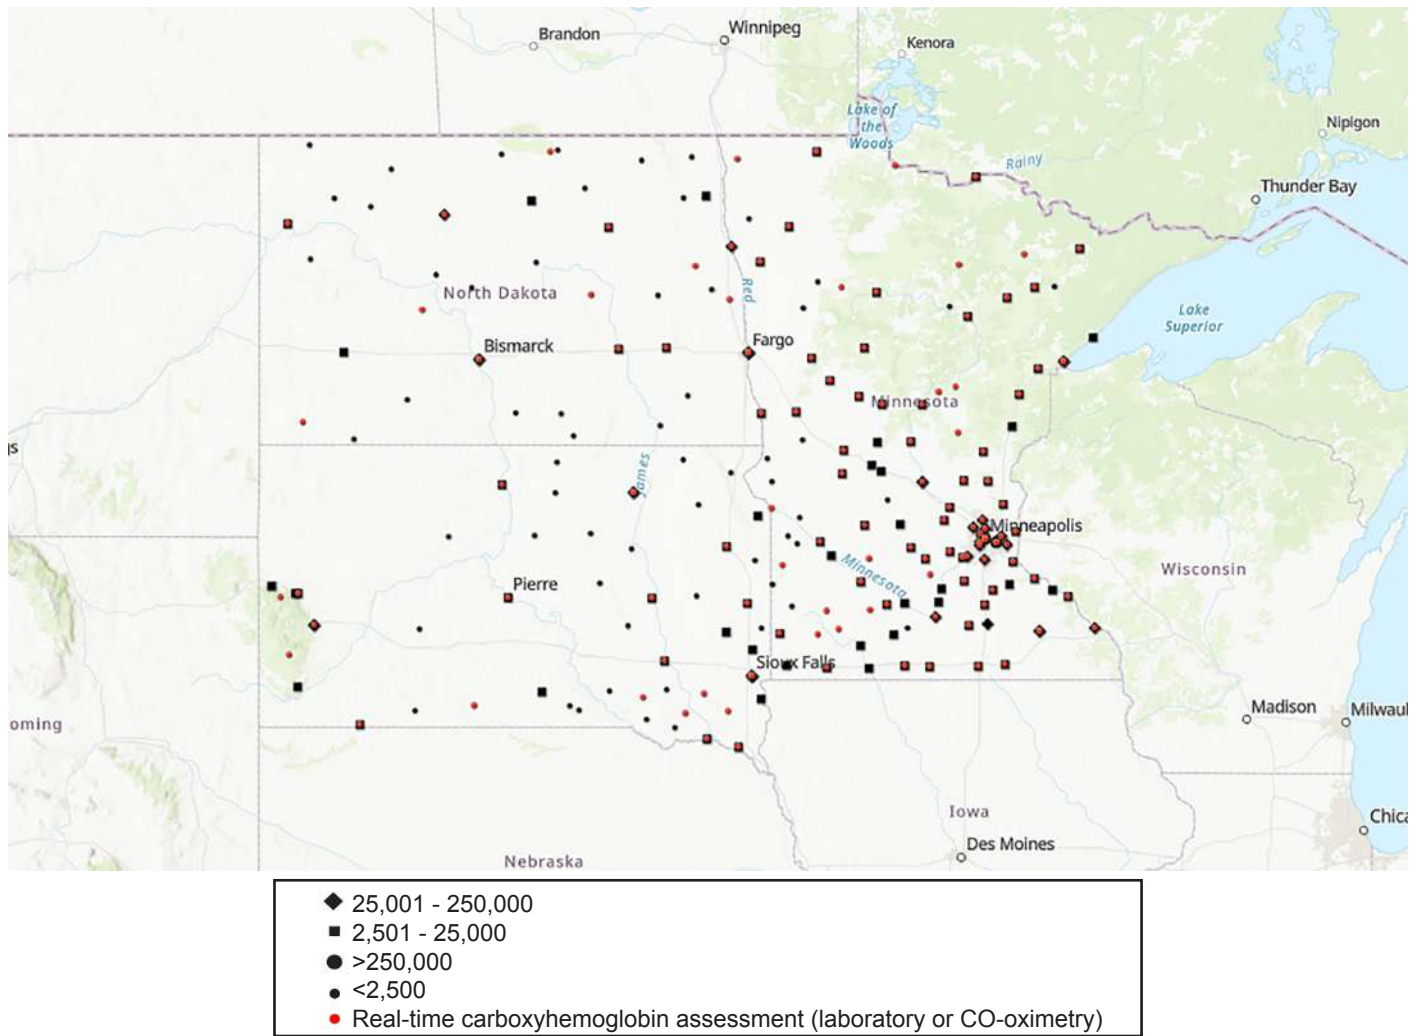 Brandon
Winnipeg
Kenora
Lake of
the
Woods
Nipigon
Rainy
Thunder Bay
North Dakota
Red
Lake
Superior
Bismarck
Fargo
Minnesota
s
James
Minneapolis
Minnesota
Wisconsin
Pierre
Sioux Falls
oming
Madison
Milwau
Iowa
Chica
Des Moines
Nebraska
25,001 - 250,000
2,501 - 25,000
>250,000
<2,500
Real-time carboxyhemoglobin assessment (laboratory or CO-oximetry)